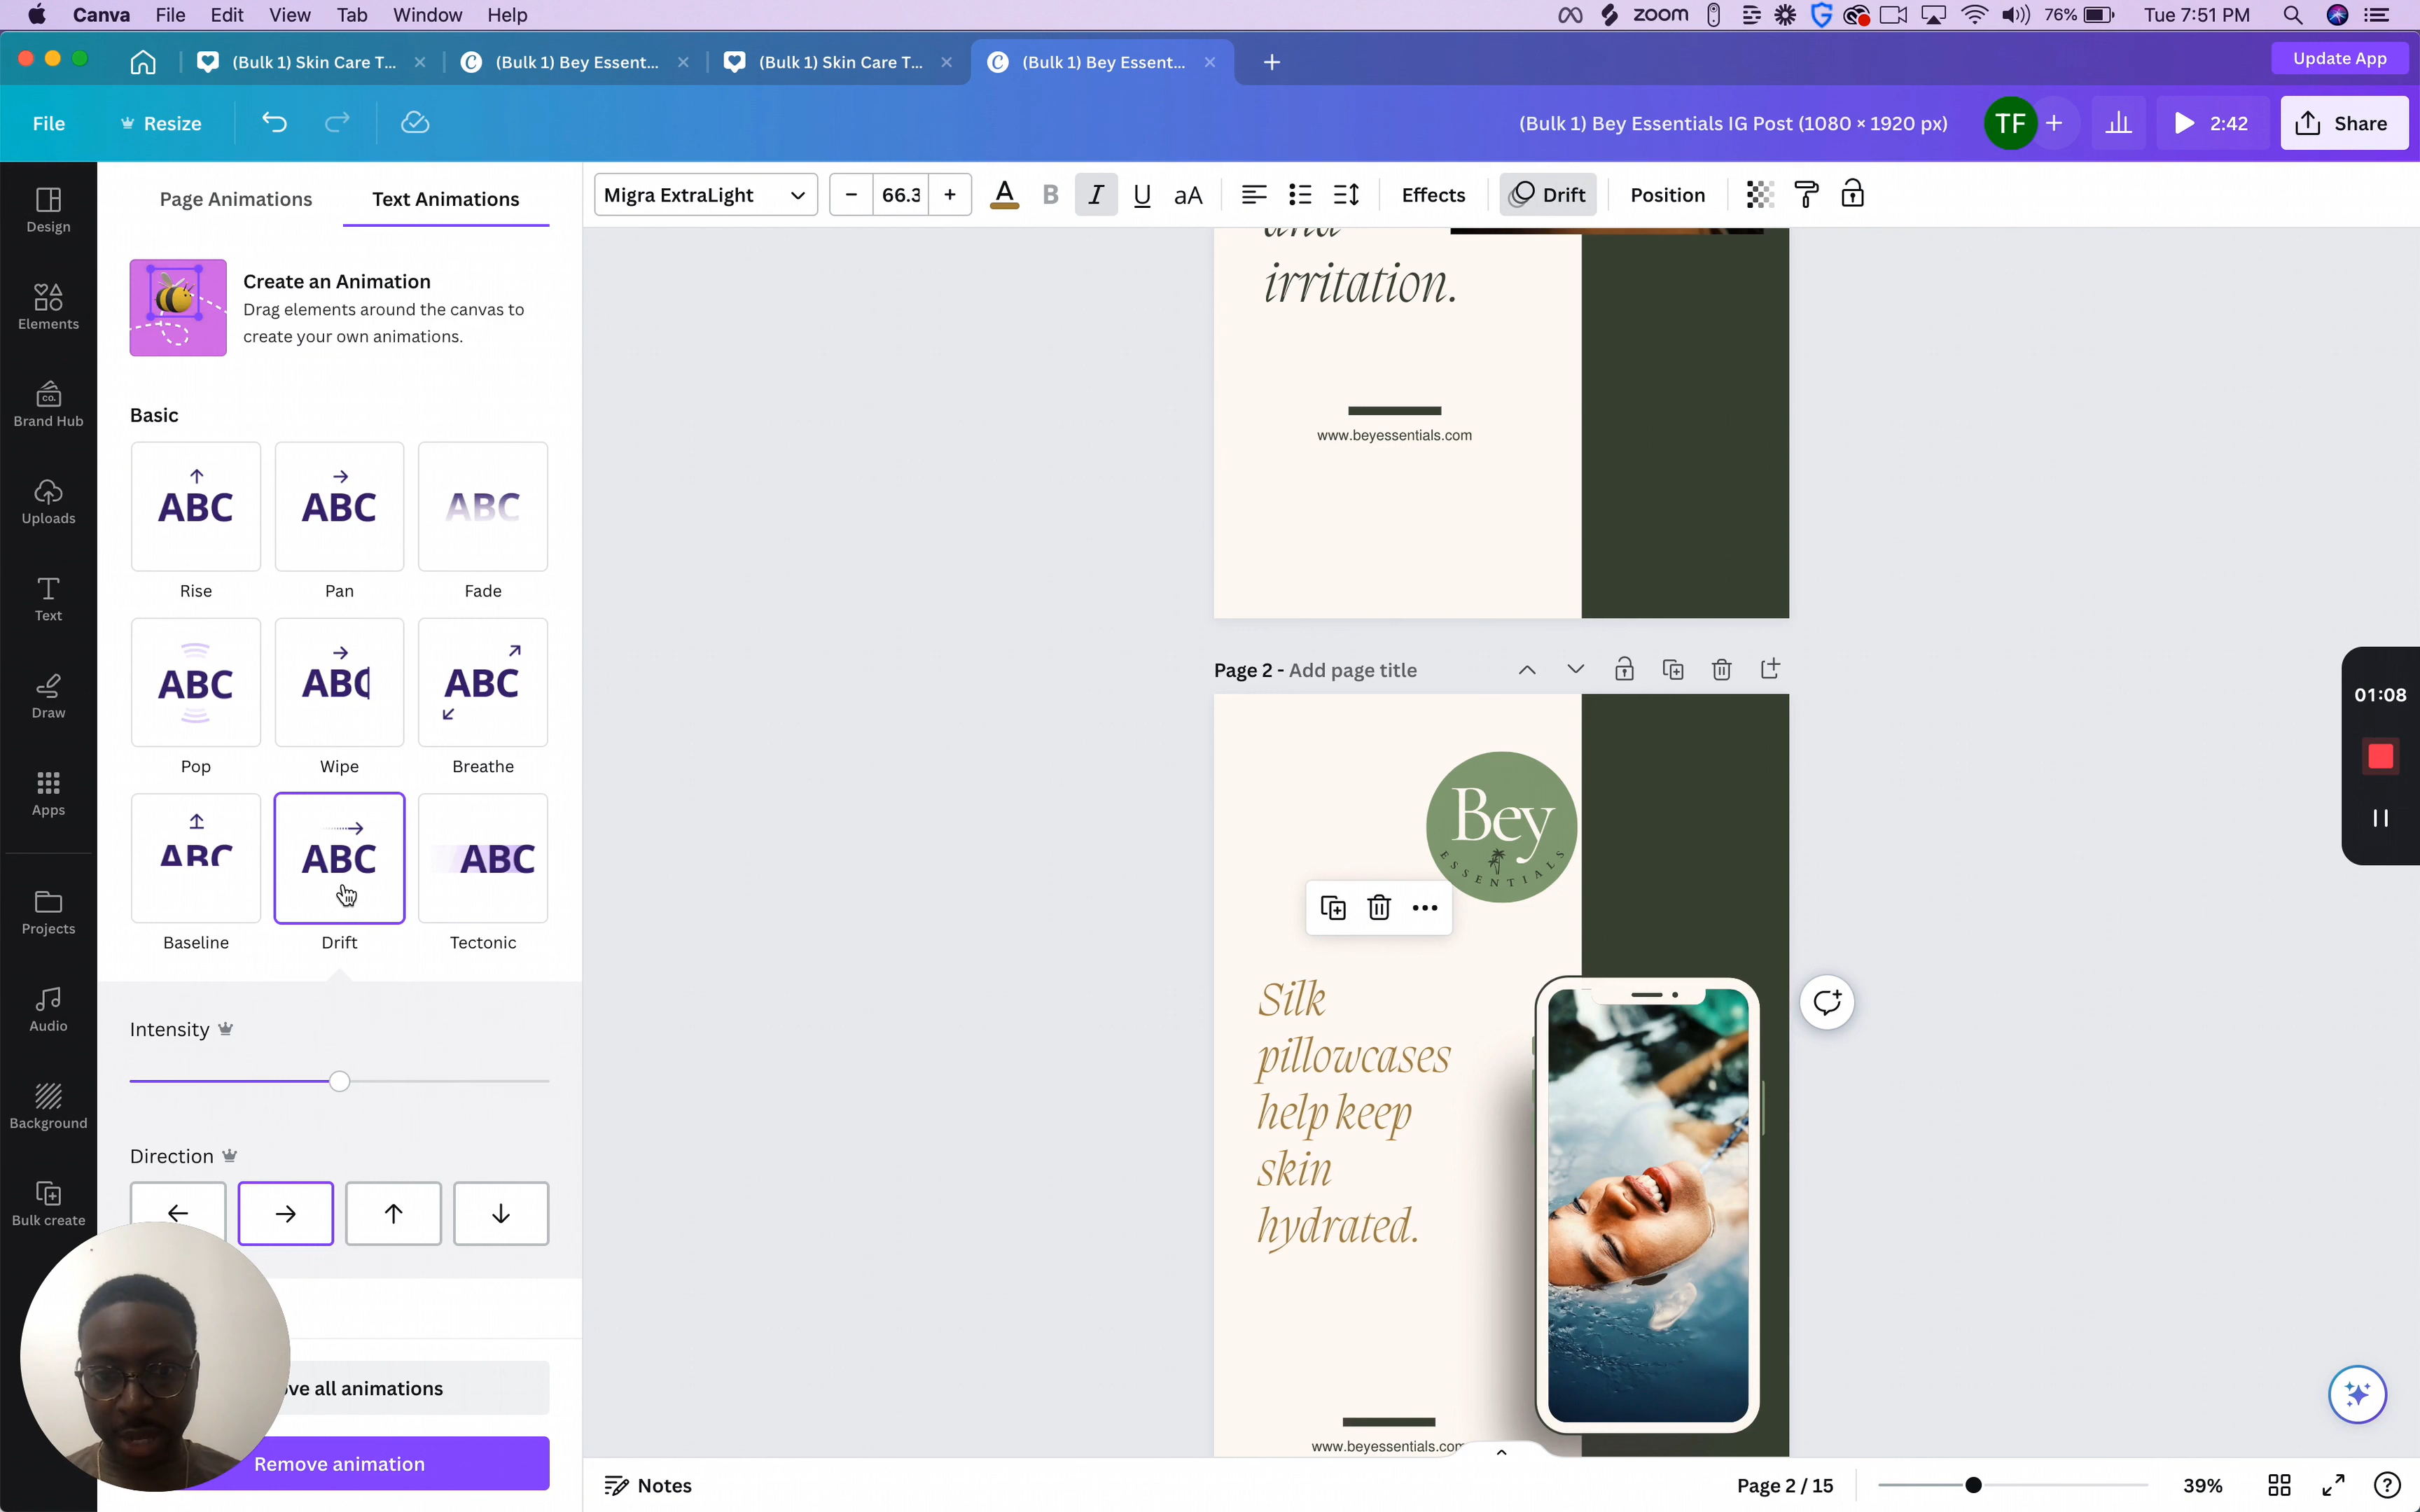 Canva File Edit View Tab Window Help
zoom 76% Tue 7:51 PM
(Bulk 1) Skin Care T... (Bulk 1) Bey Essent... (Bulk 1) Skin Care T... (Bulk 1) Bey Essent... Update App
File Resize (Bulk 1) Bey Essentials IG Post (1080 × 1920 px) TF 2:42 Share
Page Animations Text Animations
Migra ExtraLight 66.3 A B I U aA Effects Drift Position
Design
Elements
Brand Hub
CO.
Uploads
Text
Draw
Apps
Projects
Audio
Background
Bulk create
Create an Animation
Drag elements around the canvas to
create your own animations.
Basic
ABC ABC ABC
Rise Pan Fade
ABC ABC ABC
Pop Wipe Breathe
ABC ABC ABC
Baseline Drift Tectonic
Intensity
Direction
ve all animations
Remove animation
and
irritation.
www.beyessentials.com
Page 2 - Add page title
Bey
ESSENTIALS
Silk
pillowcases
help keep
skin
hydrated.
www.beyessentials.com
01:08
Notes Page 2 / 15 39%